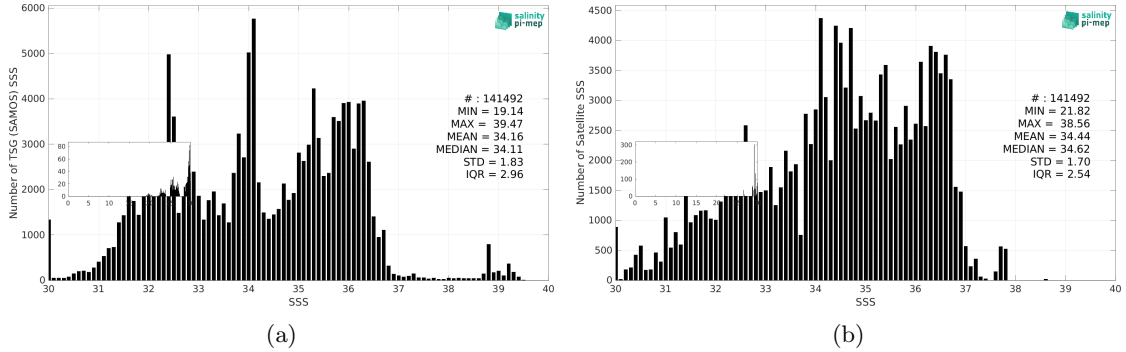 6000
5000
4000
3000
2000
1000
0
30 31 32 33 34 35 36 37 38 39 40
SSS
Number of TSG (SAMOS) SSS
salinity
pi-mep
# : 141492
MIN = 19.14
MAX = 39.47
MEAN = 34.16
MEDIAN = 34.11
STD = 1.83
IQR = 2.96
80
60
40
20
0
0 5 10 15
(a)
4500
4000
3500
3000
2500
2000
1500
1000
500
0
30 31 32 33 34 35 36 37 38 39 40
SSS
Number of Satellite SSS
salinity
pi-mep
# : 141492
MIN = 21.82
MAX = 38.56
MEAN = 34.44
MEDIAN = 34.62
STD = 1.70
IQR = 2.54
300
200
100
0
0 5 10 15
(b)